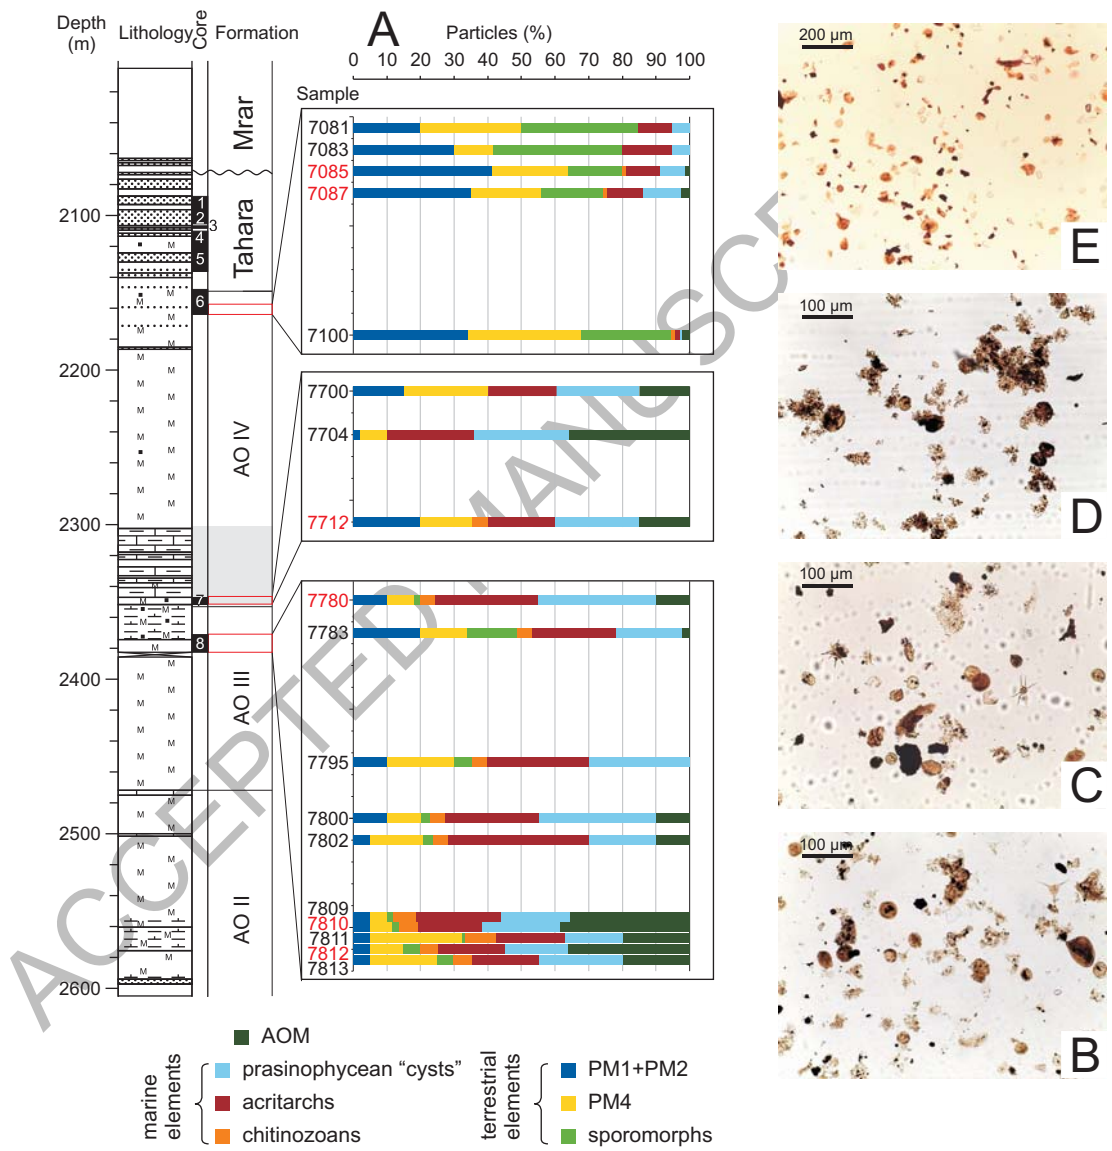 Depth
(m)
Lithology
Core
Formation
A
Particles (%)
0 10 20 30 40 50 60 70 80 90 100
Sample
2100
2200
2300
2400
2500
2600
1
2
3
4
5
6
7
8
M
Mrar
Tahara
AO IV
AO III
AO II
7081
7083
7085
7087
7100
7700
7704
7712
7780
7783
7795
7800
7802
7809
7810
7811
7812
7813
ACCEPTED MANUSCRIPT
200 µm
E
100 µm
D
100 µm
C
100 µm
B
AOM
marine
elements
prasinophycean “cysts”
acritarchs
chitinozoans
terrestrial
elements
PM1+PM2
PM4
sporomorphs